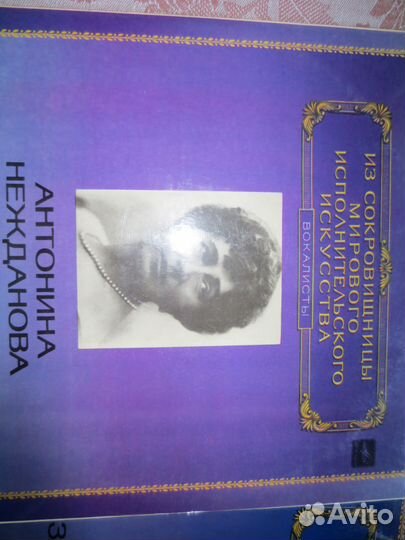 ИЗ СОКРОВИЩНИЦЫ
МИРОВОГО
ИСПОЛНИТЕЛЬСКОГО
ИСКУССТВА
ВОКАЛИСТЫ
АНТОНИНА
НЕЖДАНОВА
З
Avito